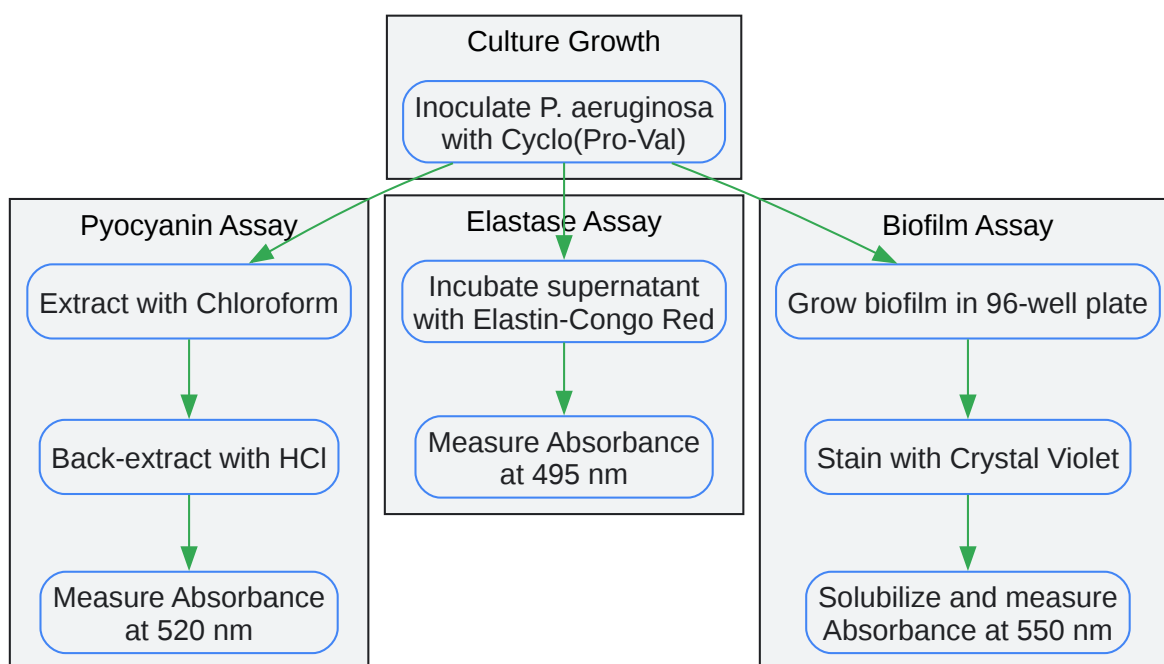 Culture Growth
Inoculate P. aeruginosa
with Cyclo(Pro-Val)
Pyocyanin Assay
Extract with Chloroform
Back-extract with HCl
Measure Absorbance
at 520 nm
Elastase Assay
Incubate supernatant
with Elastin-Congo Red
Measure Absorbance
at 495 nm
Biofilm Assay
Grow biofilm in 96-well plate
Stain with Crystal Violet
Solubilize and measure
Absorbance at 550 nm